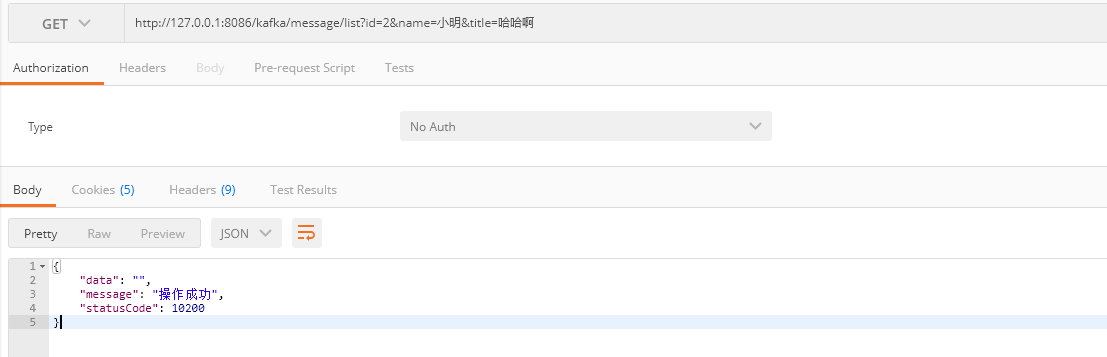 GET http://127.0.0.1:8086/kafka/message/list?id=2&name=小明&title=哈哈啊
Authorization Headers Body Pre-request Script Tests
Type No Auth
Body Cookies (5) Headers (9) Test Results
Pretty Raw Preview JSON
1 {
2 "data": "",
3 "message": "操作成功",
4 "statusCode": 10200
5 }